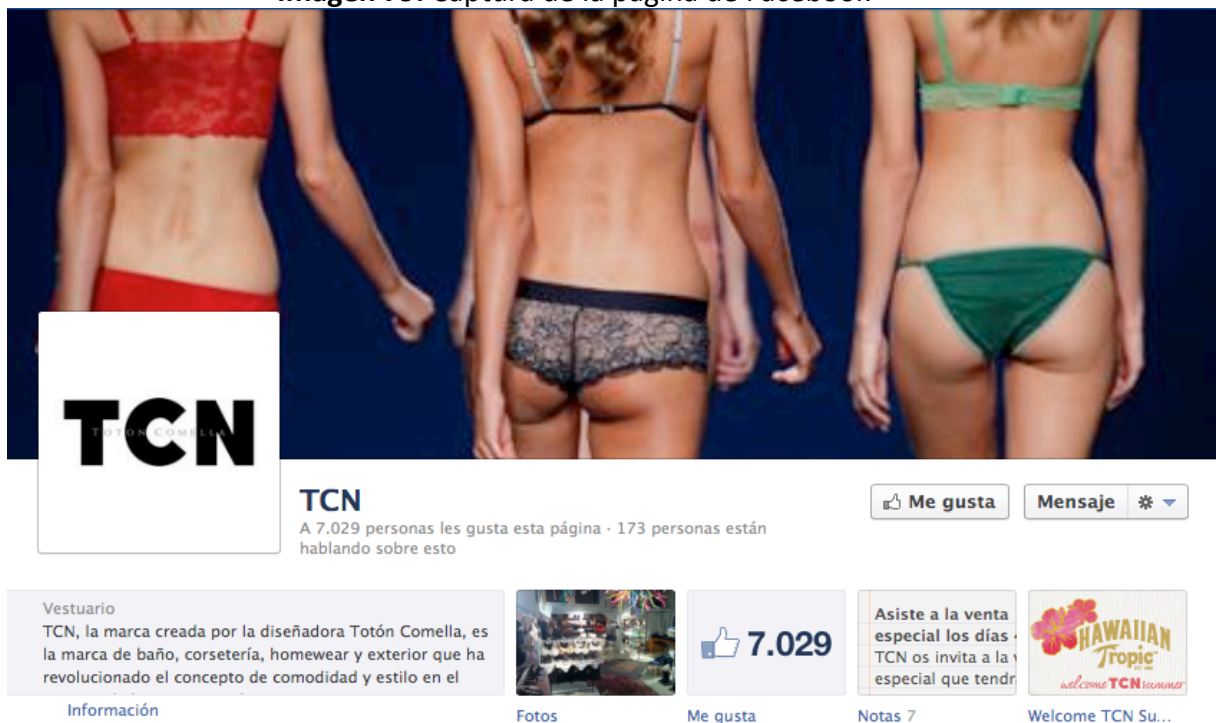 TCN
TOTON COMELLA
TCN
A 7.029 personas les gusta esta página · 173 personas están
hablando sobre esto
Me gusta
Mensaje
Vestuario
TCN, la marca creada por la diseñadora Totón Comella, es
la marca de baño, corsetería, homewear y exterior que ha
revolucionado el concepto de comodidad y estilo en el
Información
Fotos
7.029
Me gusta
Asiste a la venta
especial los días
TCN os invita a la
especial que tendr
Notas 7
HAWAIIAN
Tropic
welcome TCN summer
Welcome TCN Su...